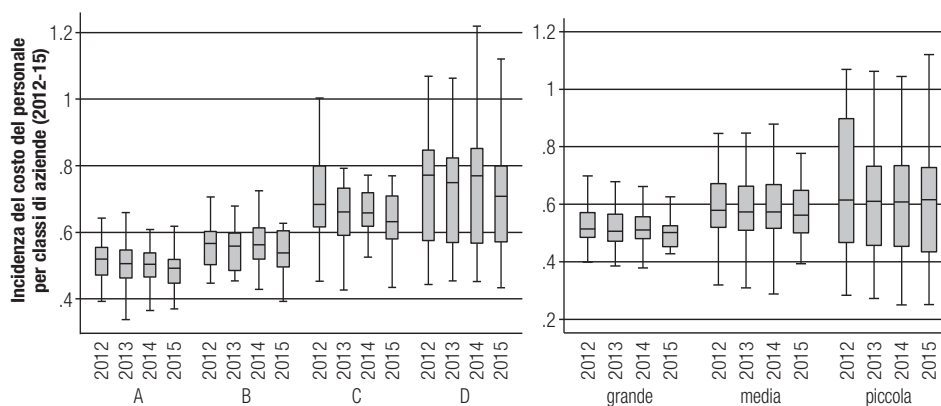 Incidenza del costo del personale
per classi di aziende (2012-15)
1.2
1
.8
.6
.4
2012 2013 2014 2015 2012 2013 2014 2015 2012 2013 2014 2015 2012 2013 2014 2015
A B C D
1.2
1
.8
.6
.4
.2
2012 2013 2014 2015 2012 2013 2014 2015 2012 2013 2014 2015
grande media piccola